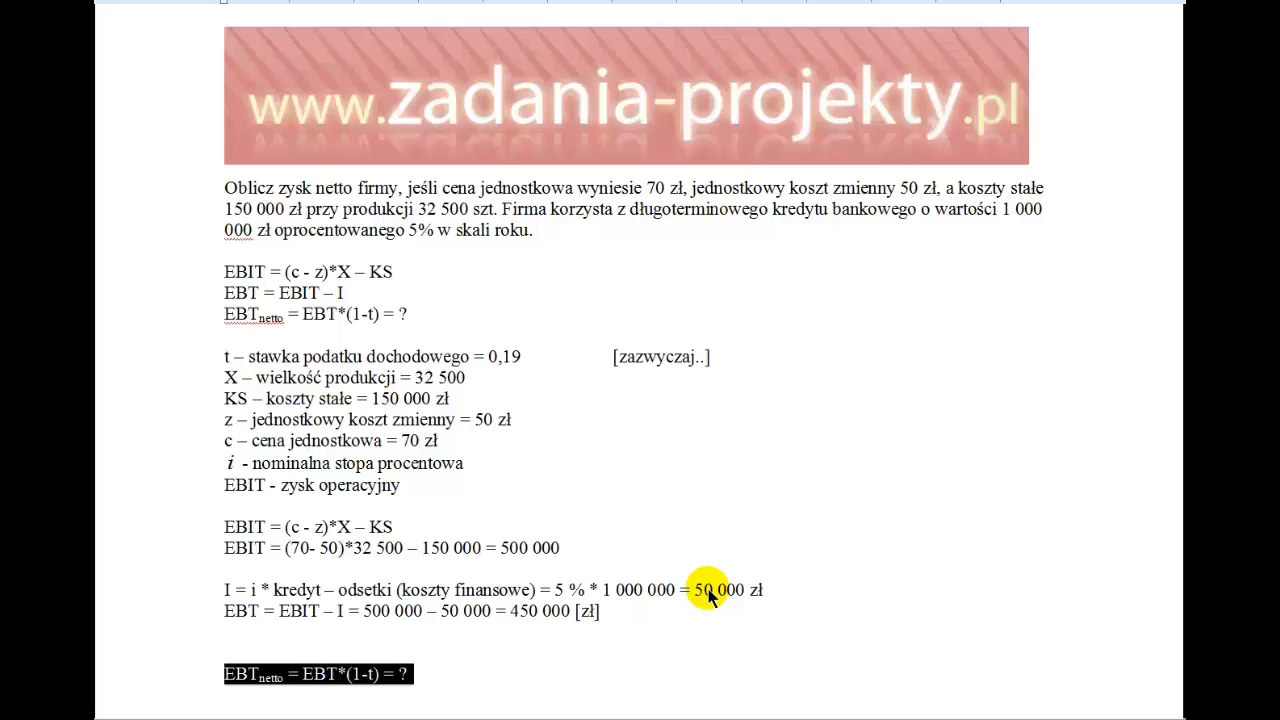 www.zadania-projekty.pl
Oblicz zysk netto firmy, jeśli cena jednostkowa wyniesie 70 zł, jednostkowy koszt zmienny 50 zł, a koszty stałe
150 000 zł przy produkcji 32 500 szt. Firma korzysta z długoterminowego kredytu bankowego o wartości 1 000
000 zł oprocentowanego 5% w skali roku.
EBIT = (c - z)*X – KS
EBT = EBIT – I
EBTnetto = EBT*(1-t) = ?
t – stawka podatku dochodowego = 0,19 [zazwyczaj..]
X – wielkość produkcji = 32 500
KS – koszty stałe = 150 000 zł
z – jednostkowy koszt zmienny = 50 zł
c – cena jednostkowa = 70 zł
i - nominalna stopa procentowa
EBIT - zysk operacyjny
EBIT = (c - z)*X – KS
EBIT = (70- 50)*32 500 – 150 000 = 500 000
I = i * kredyt – odsetki (koszty finansowe) = 5 % * 1 000 000 = 50 000 zł
EBT = EBIT – I = 500 000 – 50 000 = 450 000 [zł]
EBTnetto = EBT*(1-t) = ?